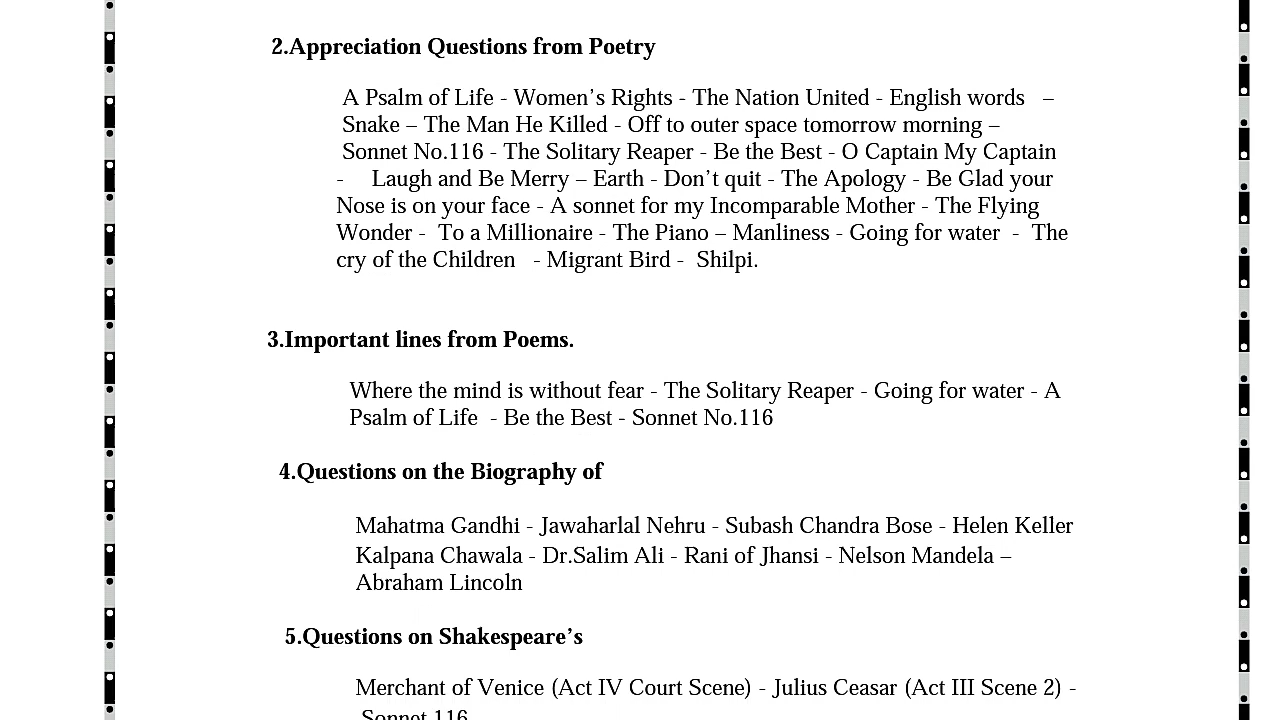 2.Appreciation Questions from Poetry
A Psalm of Life - Women’s Rights - The Nation United - English words –
Snake – The Man He Killed - Off to outer space tomorrow morning –
Sonnet No.116 - The Solitary Reaper - Be the Best - O Captain My Captain
- Laugh and Be Merry – Earth - Don’t quit - The Apology - Be Glad your
Nose is on your face - A sonnet for my Incomparable Mother - The Flying
Wonder - To a Millionaire - The Piano – Manliness - Going for water - The
cry of the Children - Migrant Bird - Shilpi.
3.Important lines from Poems.
Where the mind is without fear - The Solitary Reaper - Going for water - A
Psalm of Life - Be the Best - Sonnet No.116
4.Questions on the Biography of
Mahatma Gandhi - Jawaharlal Nehru - Subash Chandra Bose - Helen Keller
Kalpana Chawala - Dr.Salim Ali - Rani of Jhansi - Nelson Mandela –
Abraham Lincoln
5.Questions on Shakespeare’s
Merchant of Venice (Act IV Court Scene) - Julius Ceasar (Act III Scene 2) -
Sonnet 116